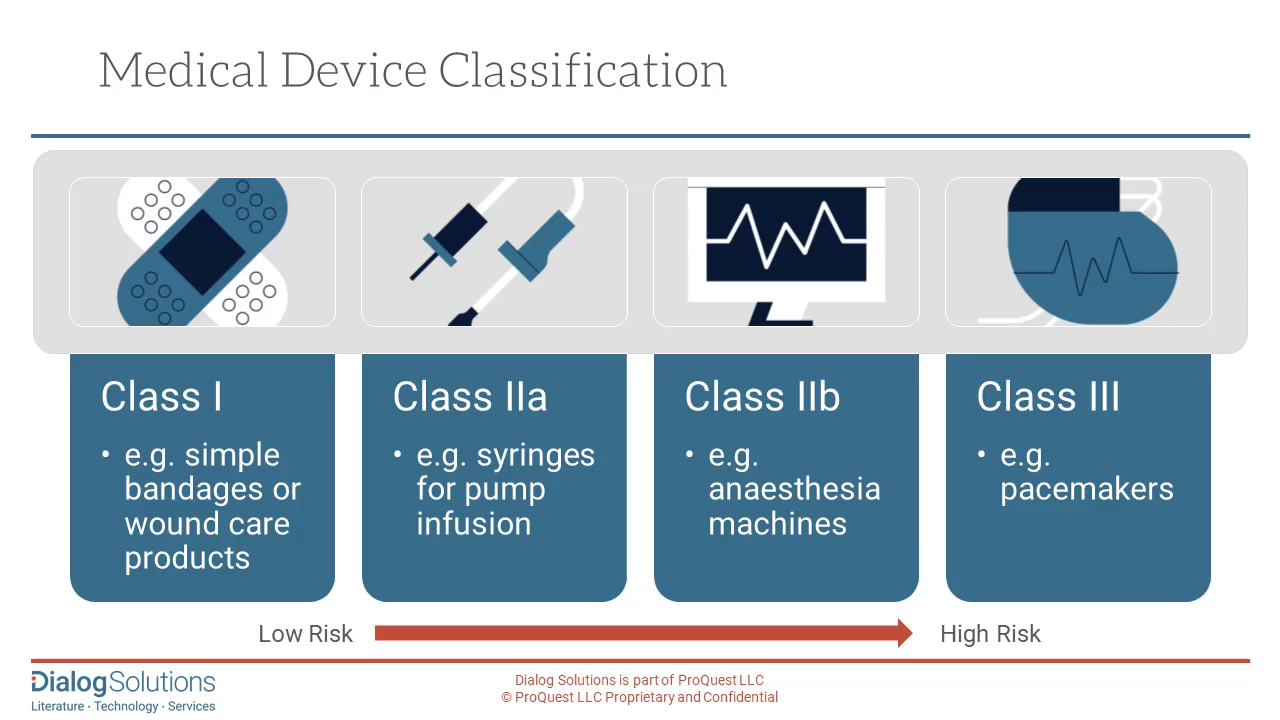 Medical Device Classification
Class I
• e.g. simple
bandages or
wound care
products
Class IIa
• e.g. syringes
for pump
infusion
Class IIb
• e.g.
anaesthesia
machines
Class III
• e.g.
pacemakers
Low Risk
High Risk
DialogSolutions
Literature · Technology · Services
Dialog Solutions is part of ProQuest LLC
© ProQuest LLC Proprietary and Confidential